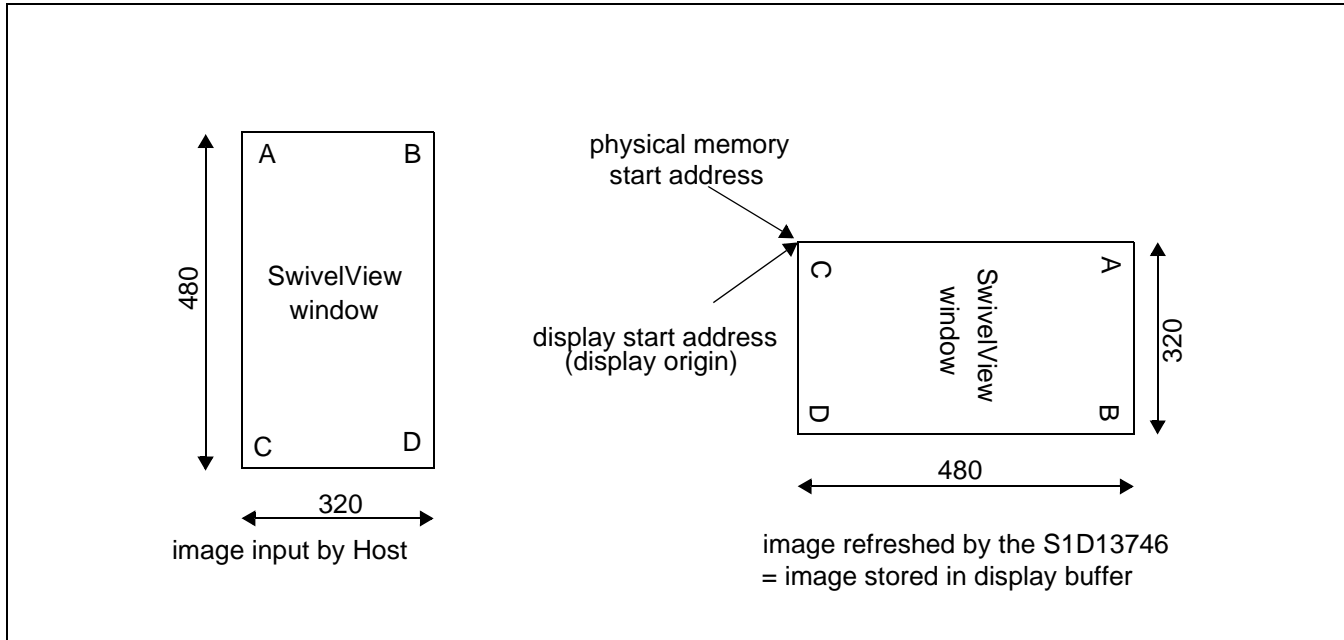 A B
SwivelView
window
480
C D
320
image input by Host
physical memory
start address
display start address
(display origin)
C A
SwivelView
window
D B
320
480
image refreshed by the S1D13746
= image stored in display buffer